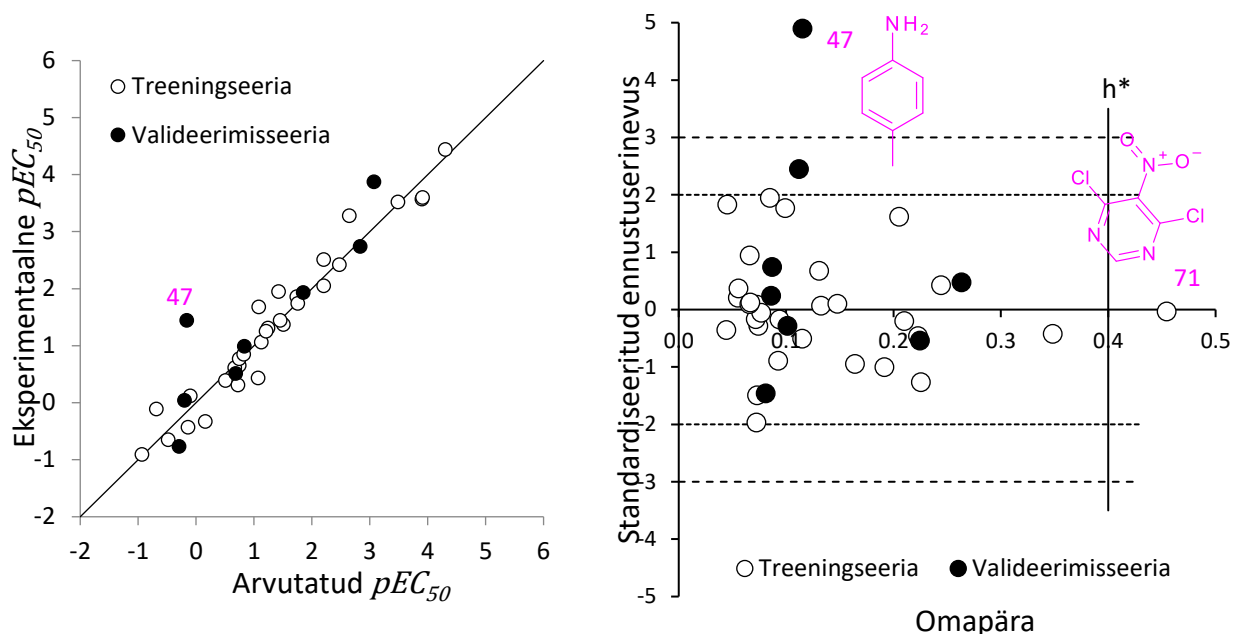 Eksperimentaalne pEC50
6
5
4
3
2
1
0
-1
-2
Treeningseeria
Valideerimisseeria
47
-2 -1 0 1 2 3 4 5 6
Arvutatud pEC50
Standardiseeritud ennustuserinevus
5
4
3
2
1
0
-1
-2
-3
-4
-5
47
NH2
h*
O
N+
O−
Cl
Cl
N
N
71
0.0 0.1 0.2 0.3 0.4 0.5
Treeningseeria Valideerimisseeria
Omapära